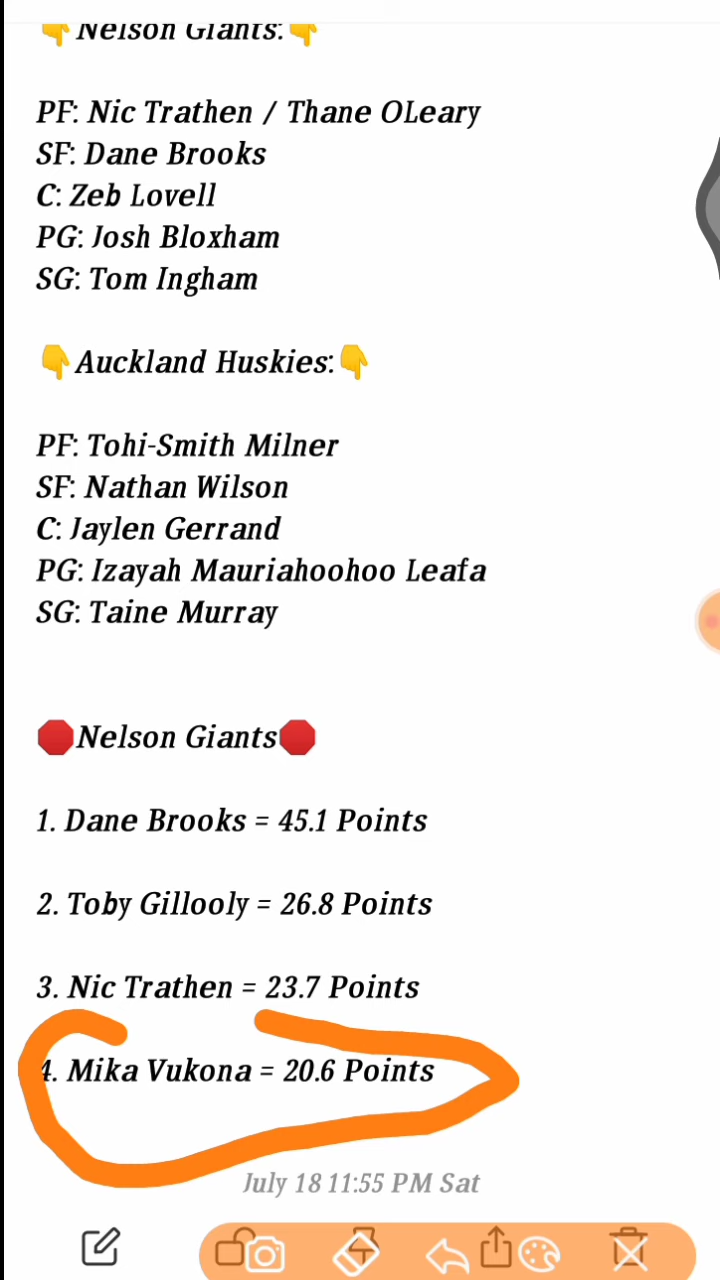 👇Nelson Giants:👇
PF: Nic Trathen / Thane OLeary
SF: Dane Brooks
C: Zeb Lovell
PG: Josh Bloxham
SG: Tom Ingham
👇Auckland Huskies:👇
PF: Tohi-Smith Milner
SF: Nathan Wilson
C: Jaylen Gerrand
PG: Izayah Mauriahoohoo Leafa
SG: Taine Murray
🛑Nelson Giants🛑
1. Dane Brooks = 45.1 Points
2. Toby Gillooly = 26.8 Points
3. Nic Trathen = 23.7 Points
4. Mika Vukona = 20.6 Points
July 18 11:55 PM Sat